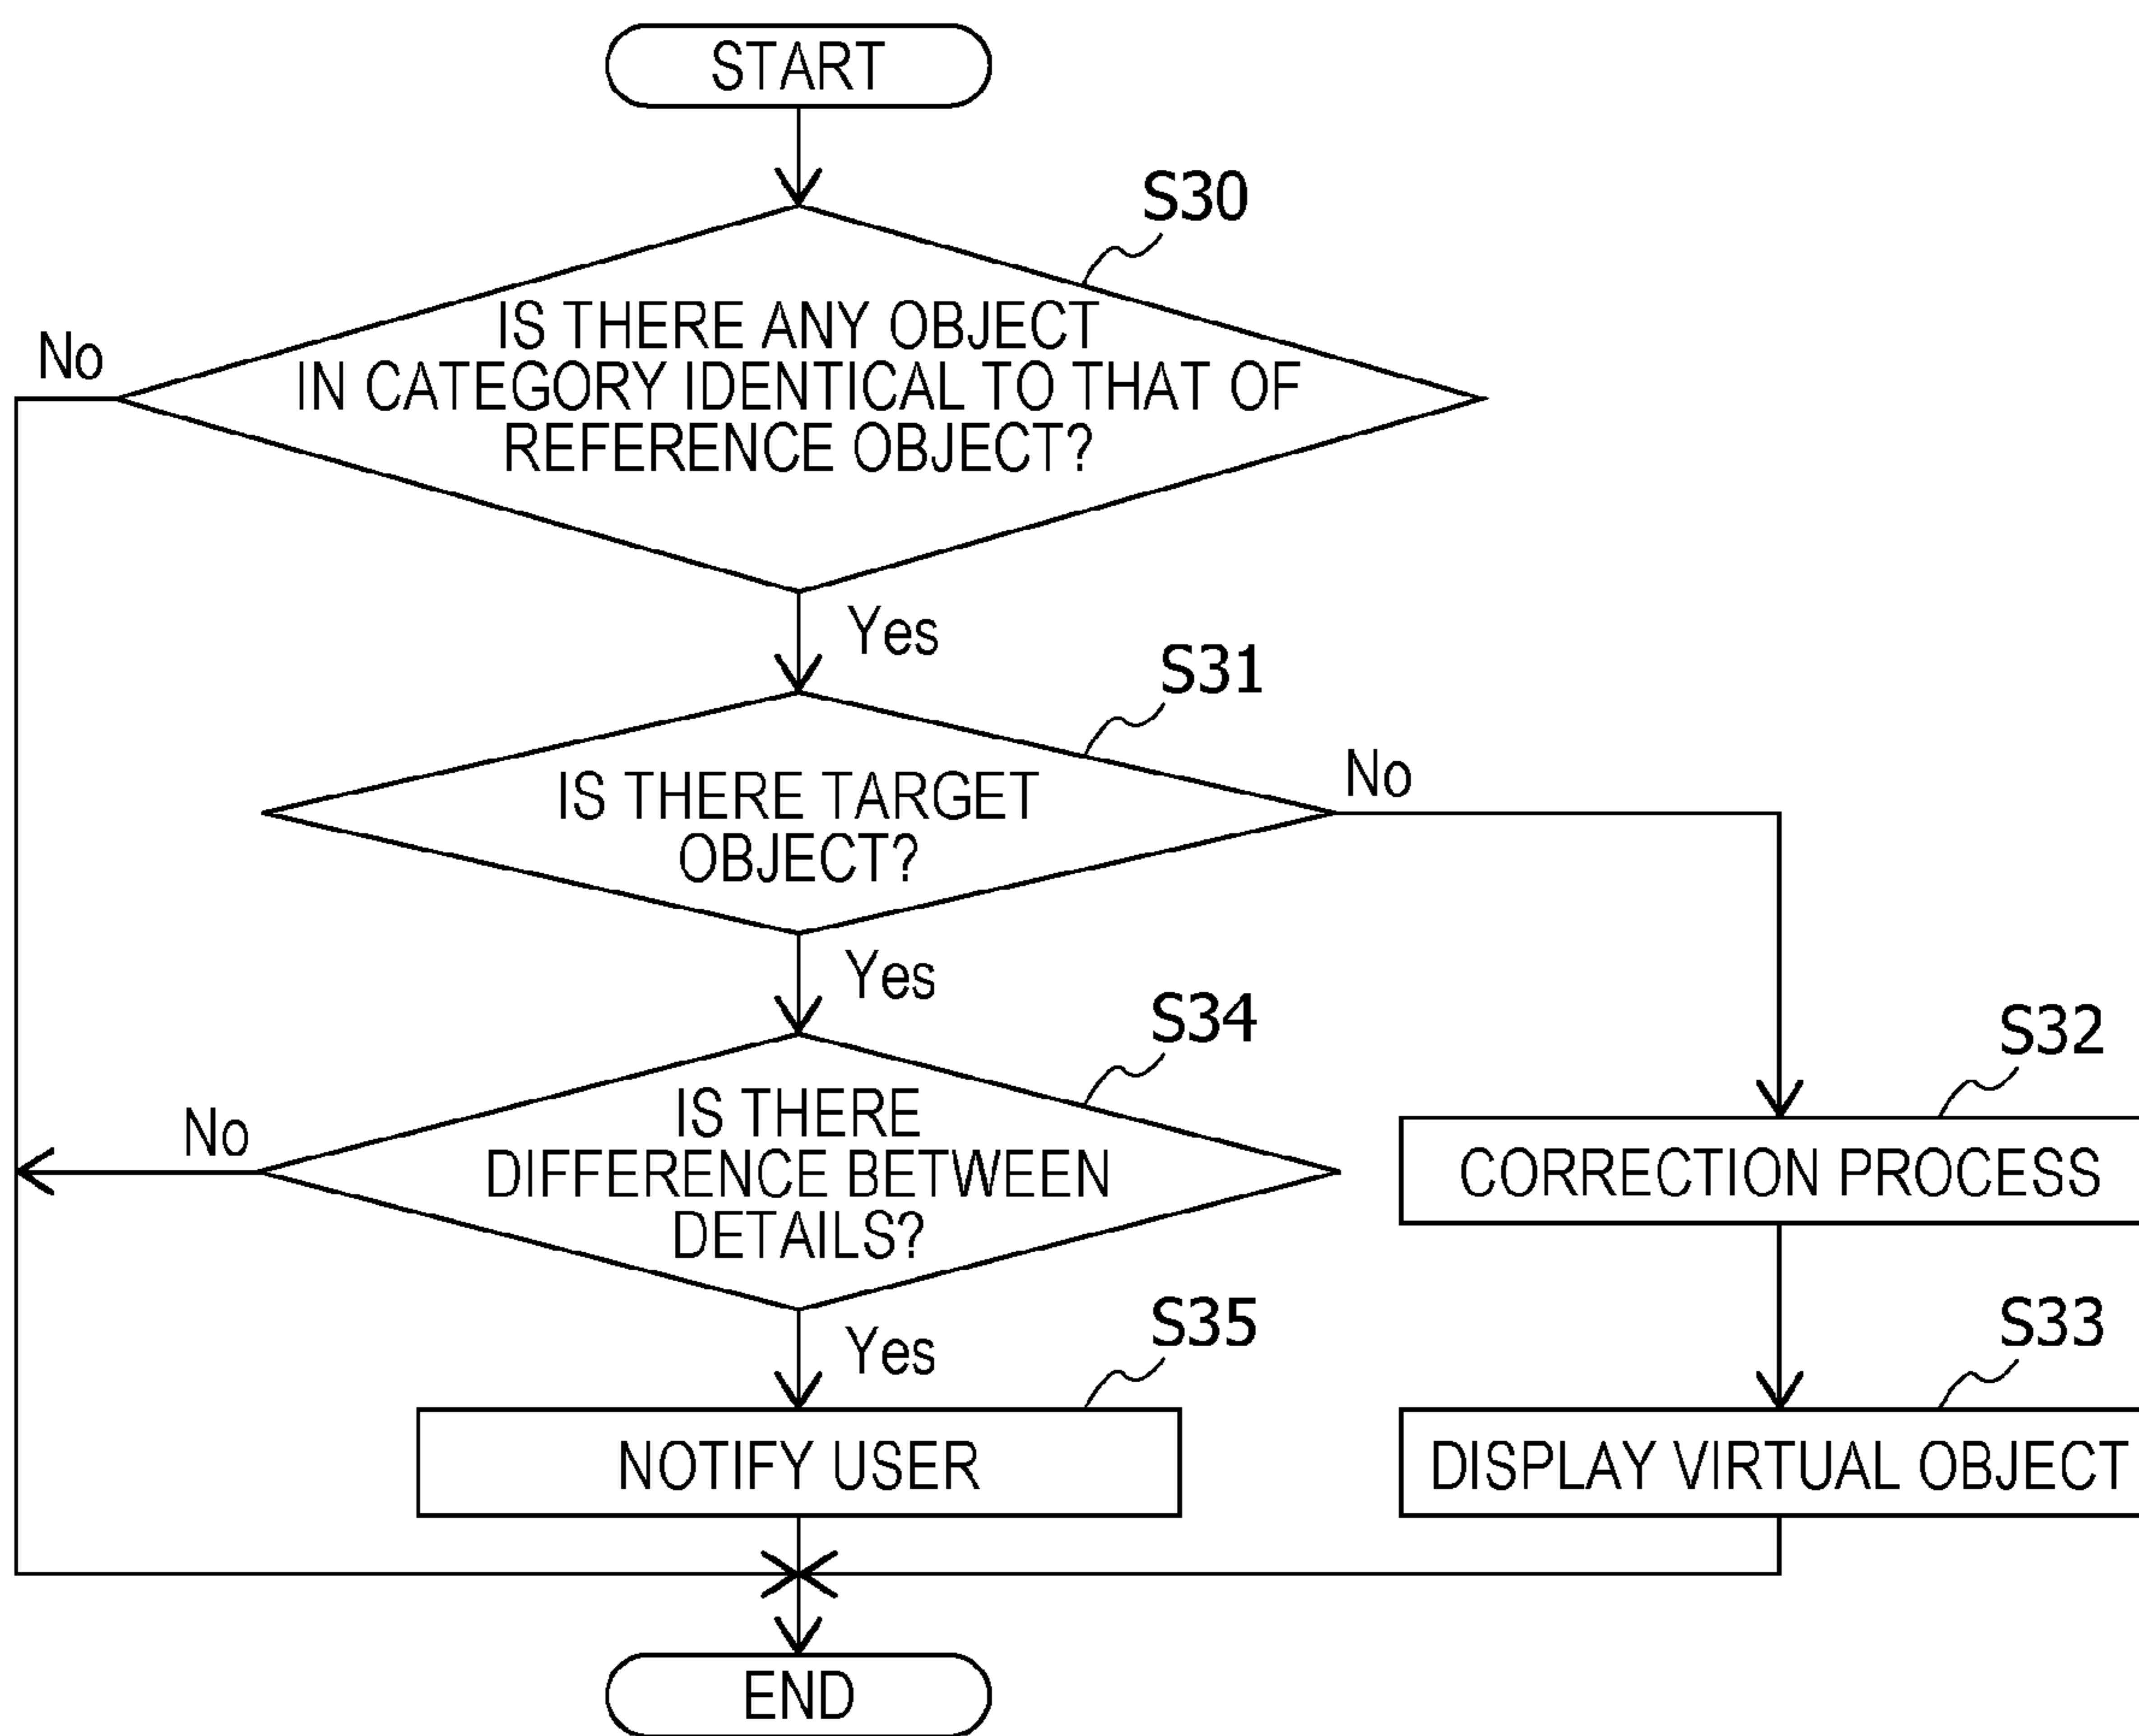 START
S30
IS THERE ANY OBJECT
IN CATEGORY IDENTICAL TO THAT OF
REFERENCE OBJECT?
No
Yes
S31
IS THERE TARGET
OBJECT?
No
Yes
S34
IS THERE
DIFFERENCE BETWEEN
DETAILS?
No
S32
CORRECTION PROCESS
Yes
S35
NOTIFY USER
S33
DISPLAY VIRTUAL OBJECT
END